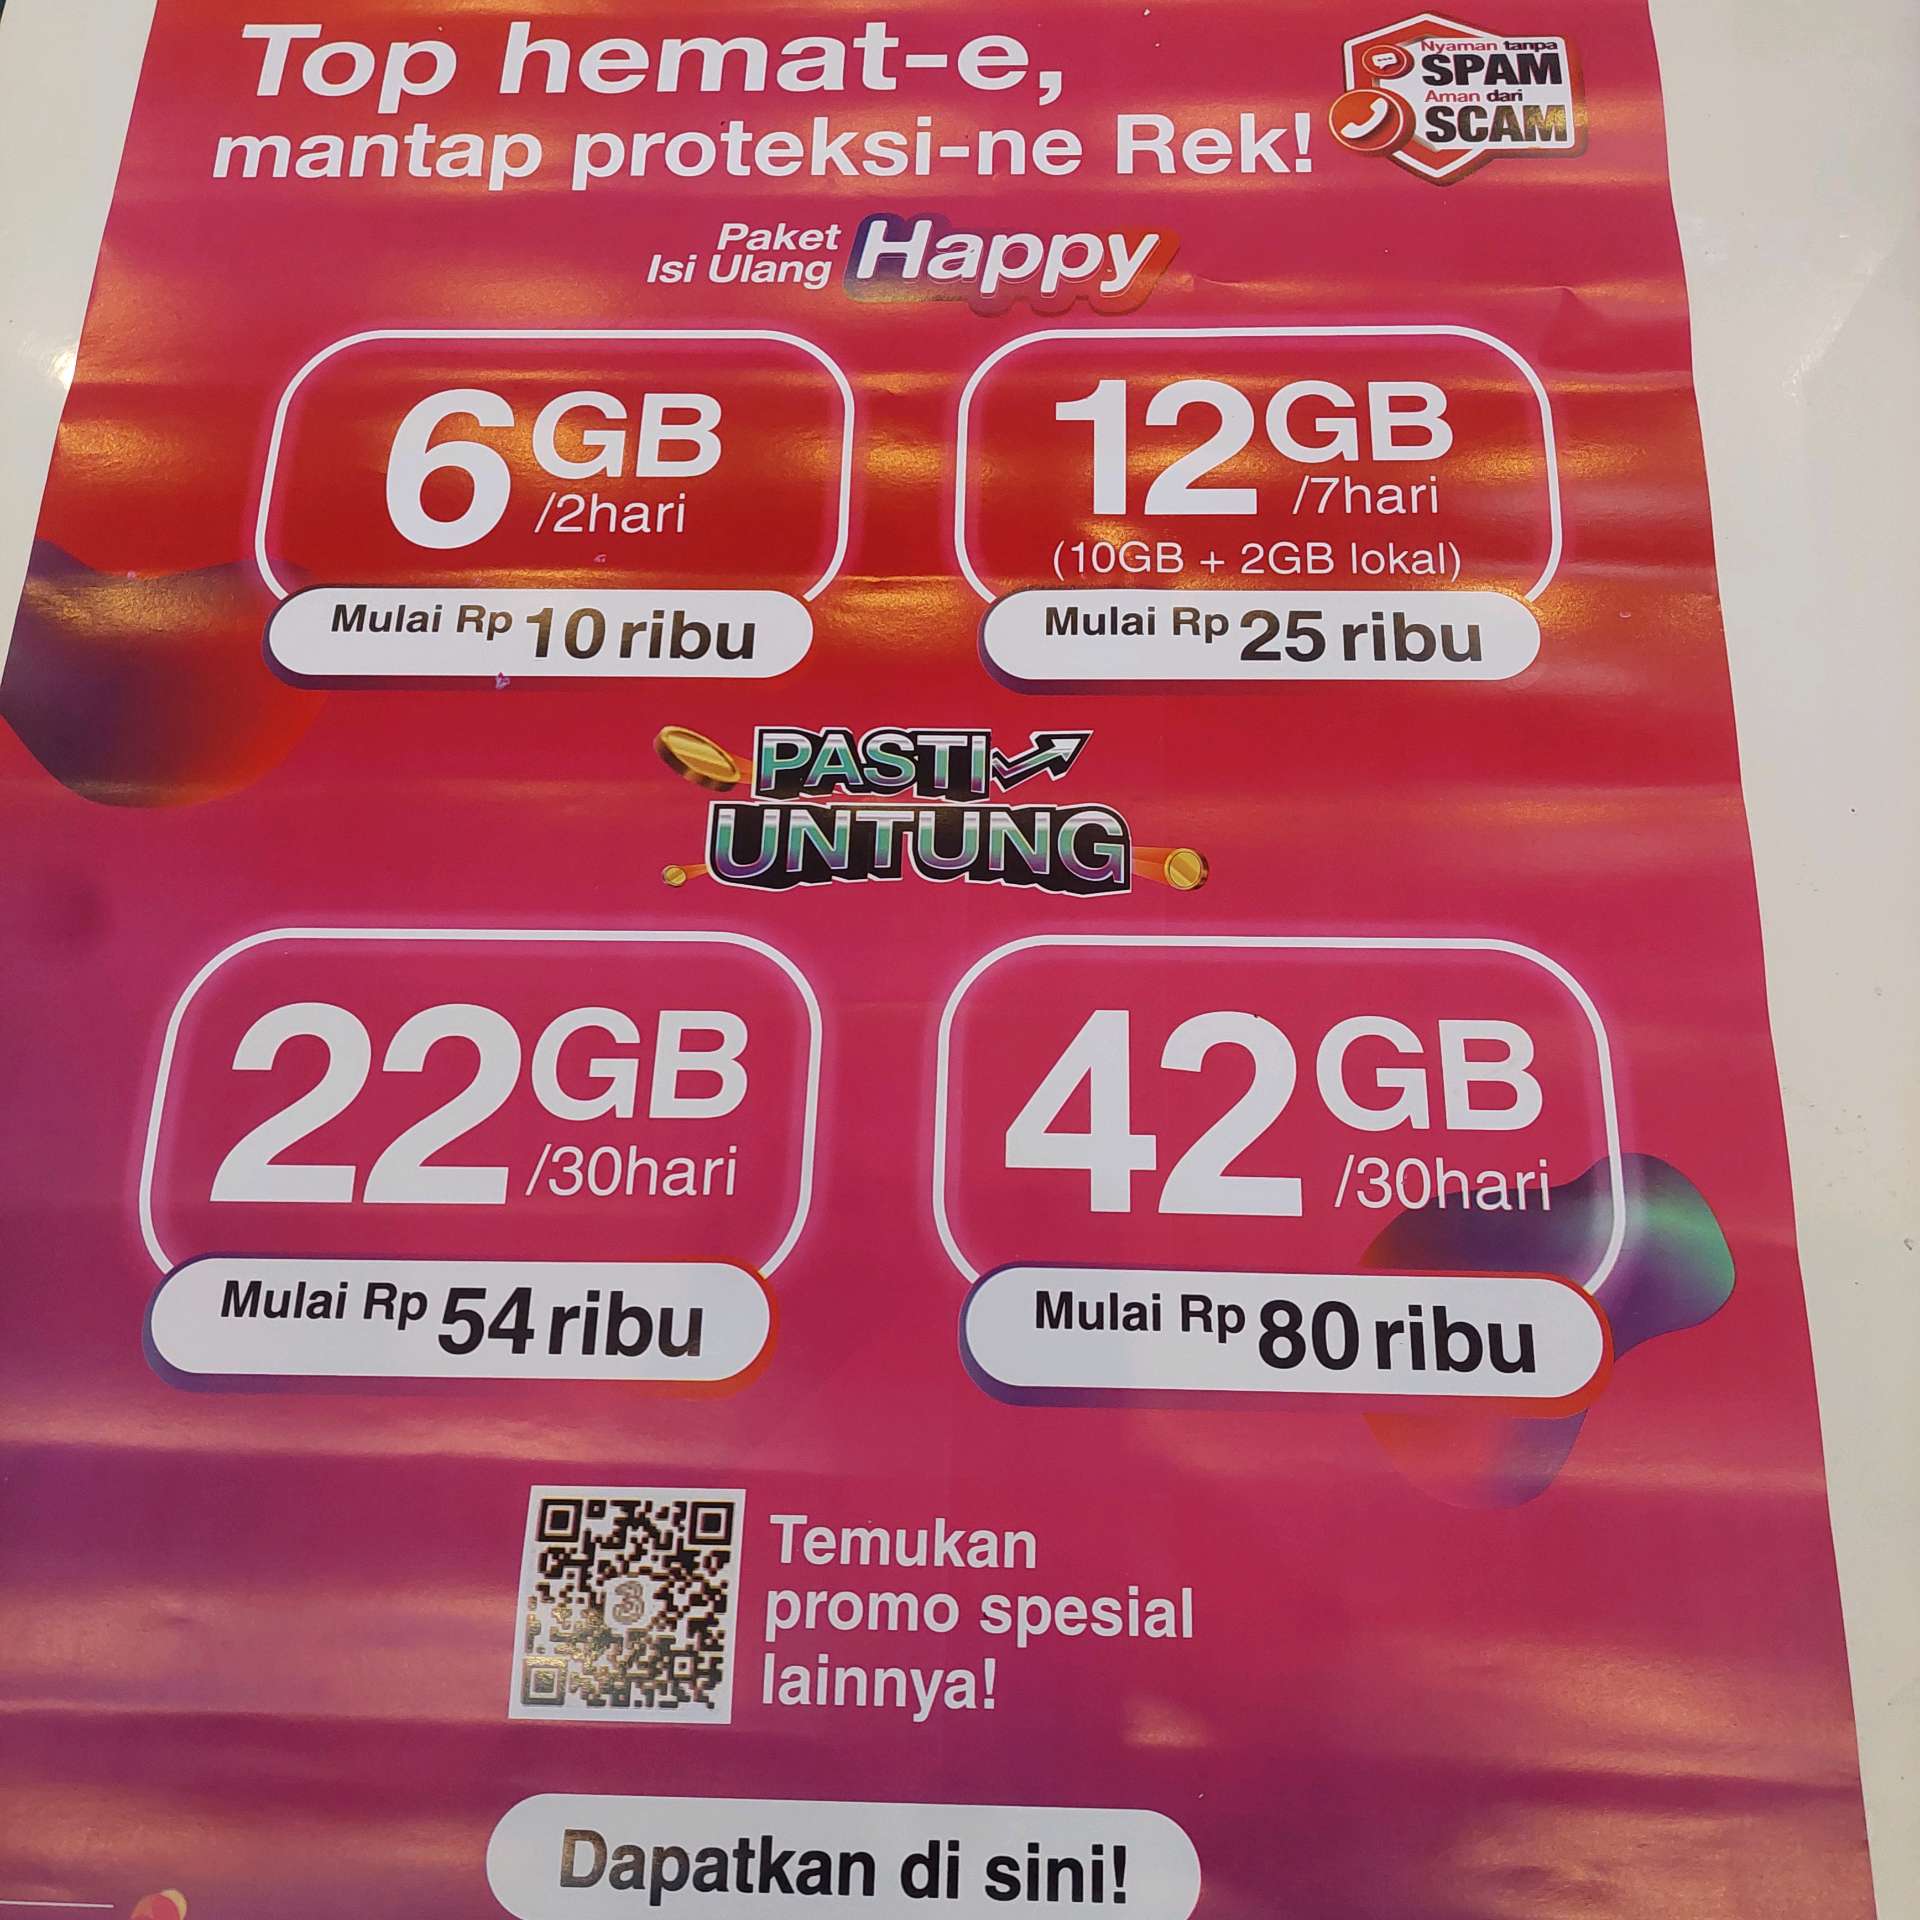 Top hemat-e,
mantap proteksi-ne Rek!
Nyaman tanpa
SPAM
Aman dari
SCAM
Paket
Isi Ulang
Happy
6GB
/2hari
Mulai Rp 10 ribu
12GB
/7hari
(10GB + 2GB lokal)
Mulai Rp 25 ribu
PASTI
UNTUNG
22GB
/30hari
Mulai Rp 54 ribu
42GB
/30hari
Mulai Rp 80 ribu
3
Temukan
promo spesial
lainnya!
Dapatkan di sini!